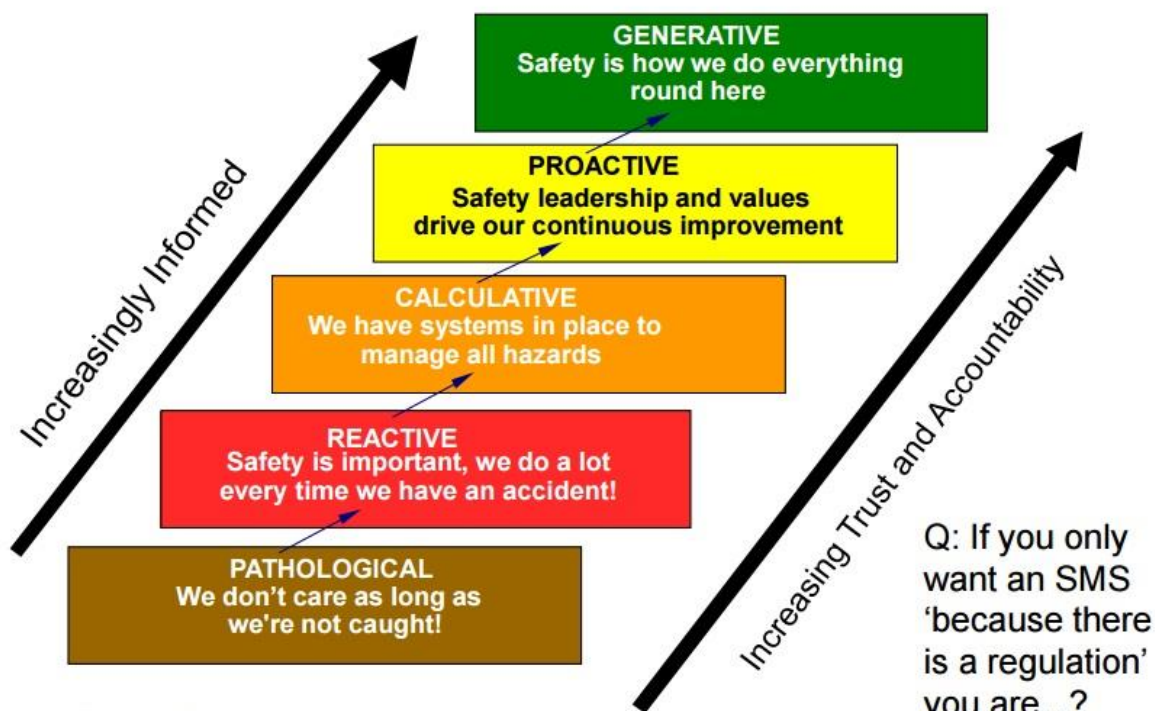 GENERATIVE
Safety is how we do everything
round here
PROACTIVE
Safety leadership and values
drive our continuous improvement
CALCULATIVE
We have systems in place to
manage all hazards
REACTIVE
Safety is important, we do a lot
every time we have an accident!
PATHOLOGICAL
We don't care as long as
we're not caught!
Increasingly Informed
Increasing Trust and Accountability
Q: If you only
want an SMS
‘because there
is a regulation’
you are...?